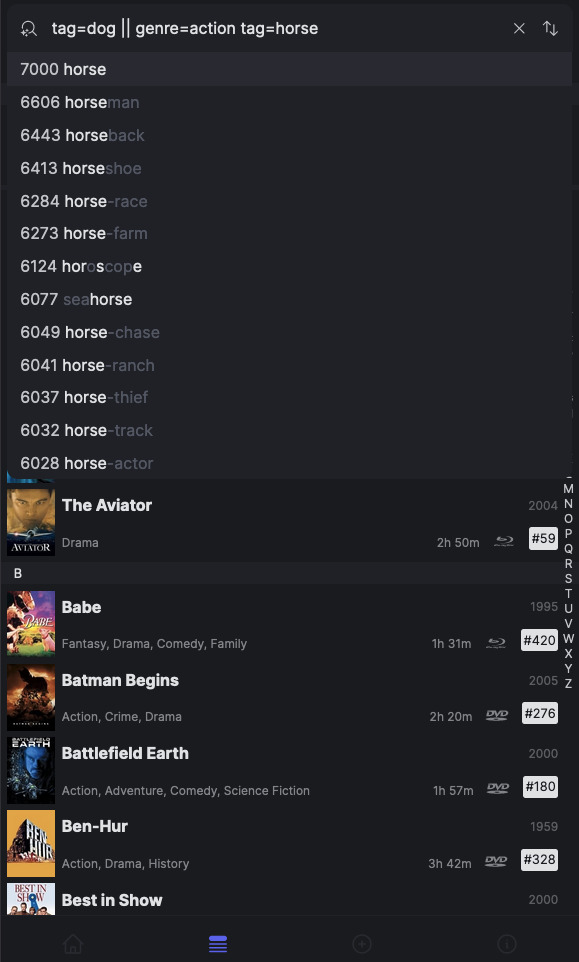 tag=dog || genre=action tag=horse
7000 horse
6606 horseman
6443 horseback
6413 horseshoe
6284 horse-race
6273 horse-farm
6124 horoscope
6077 seahorse
6049 horse-chase
6041 horse-ranch
6037 horse-thief
6032 horse-track
6028 horse-actor
The Aviator 2004
AVIATOR
Drama 2h 50m #59
B
Babe 1995
BABE
Fantasy, Drama, Comedy, Family 1h 31m #420
Batman Begins 2005
Action, Crime, Drama 2h 20m DVD #276
Battlefield Earth 2000
BATTLEFIELD
EARTH
Action, Adventure, Comedy, Science Fiction 1h 57m DVD #180
Ben-Hur 1959
BEN-HUR
Action, Drama, History 3h 42m DVD #328
Best in Show 2000
BEST IN
SHOW
M
N
O
P
Q
R
S
T
U
V
W
X
Y
Z